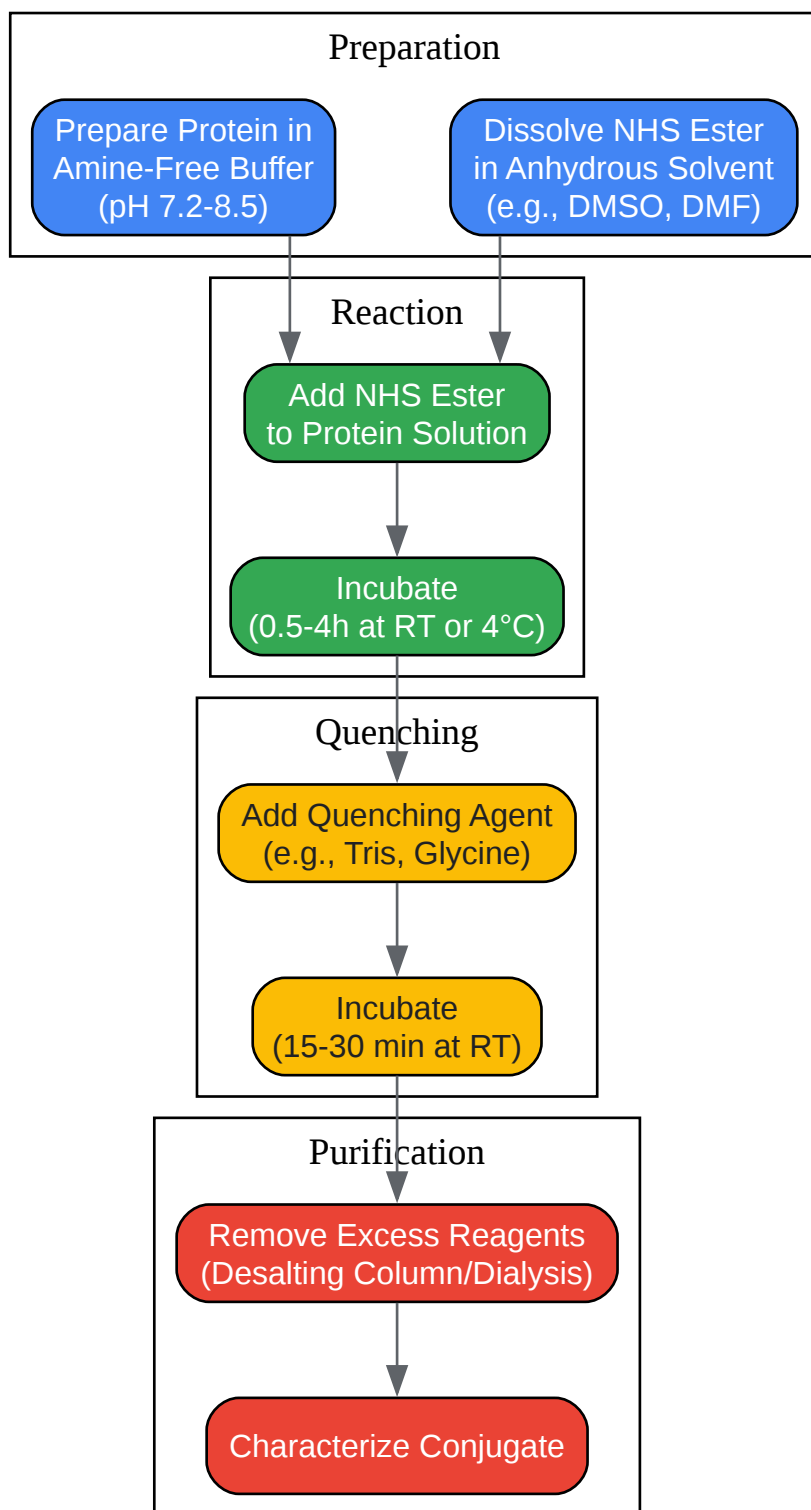 Preparation
Prepare Protein in
Amine-Free Buffer
(pH 7.2-8.5)
Dissolve NHS Ester
in Anhydrous Solvent
(e.g., DMSO, DMF)
Reaction
Add NHS Ester
to Protein Solution
Incubate
(0.5-4h at RT or 4°C)
Quenching
Add Quenching Agent
(e.g., Tris, Glycine)
Incubate
(15-30 min at RT)
Purification
Remove Excess Reagents
(Desalting Column/Dialysis)
Characterize Conjugate